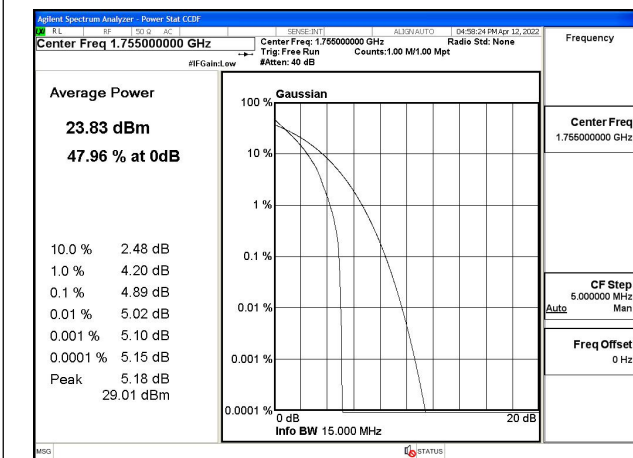 Agilent Spectrum Analyzer - Power Stat CCDF
RL RF 50 Ω AC SENSE:INT ALIGN AUTO 04:58:24 PM Apr 12, 2022
Center Freq 1.755000000 GHz
Center Freq: 1.755000000 GHz Radio Std: None
Trig: Free Run Counts:1.00 M/1.00 Mpt
#IFGain:Low #Atten: 40 dB
Frequency
Average Power
23.83 dBm
47.96 % at 0dB
10.0 % 2.48 dB
1.0 % 4.20 dB
0.1 % 4.89 dB
0.01 % 5.02 dB
0.001 % 5.10 dB
0.0001 % 5.15 dB
Peak 5.18 dB
29.01 dBm
Gaussian
100 %
10 %
1 %
0.1 %
0.01 %
0.001 %
0.0001 %
0 dB 20 dB
Info BW 15.000 MHz
Center Freq
1.755000000 GHz
CF Step
5.000000 MHz
Auto Man
Freq Offset
0 Hz
MSG STATUS